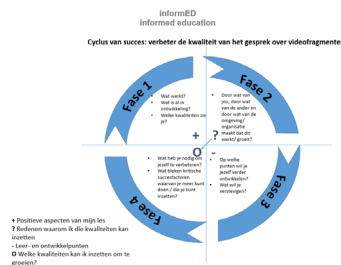 informED
informed education
Cyclus van succes: verbeter de kwaliteit van het gesprek over videofragmente
Fase 1
• Wat werkt?
• Wat is al in
ontwikkeling?
• Welke kwaliteiten zie
je?
Fase 2
• Door wat van
jou, door wat
van de ander en
door wat van de
omgeving/
organisatie
maakt dat dit
werkt/ groeit?
+ ?
O -
Fase 4
• Wat heb je nodig om
jezelf te verbeteren?
• Wat bleken kritische
succesfactoren
waarvan je meer kunt
doen / die je kunt
inzetten?
Fase 3
• Op welke
punten wil je
jezelf verder
ontwikkelen?
• Wat wil je
verstevigen?
+ Positieve aspecten van mijn les
? Redenen waarom ik die kwaliteiten kan
inzetten
- Leer- en ontwikkelpunten
O Welke kwaliteiten kan ik inzetten om te
groeien?